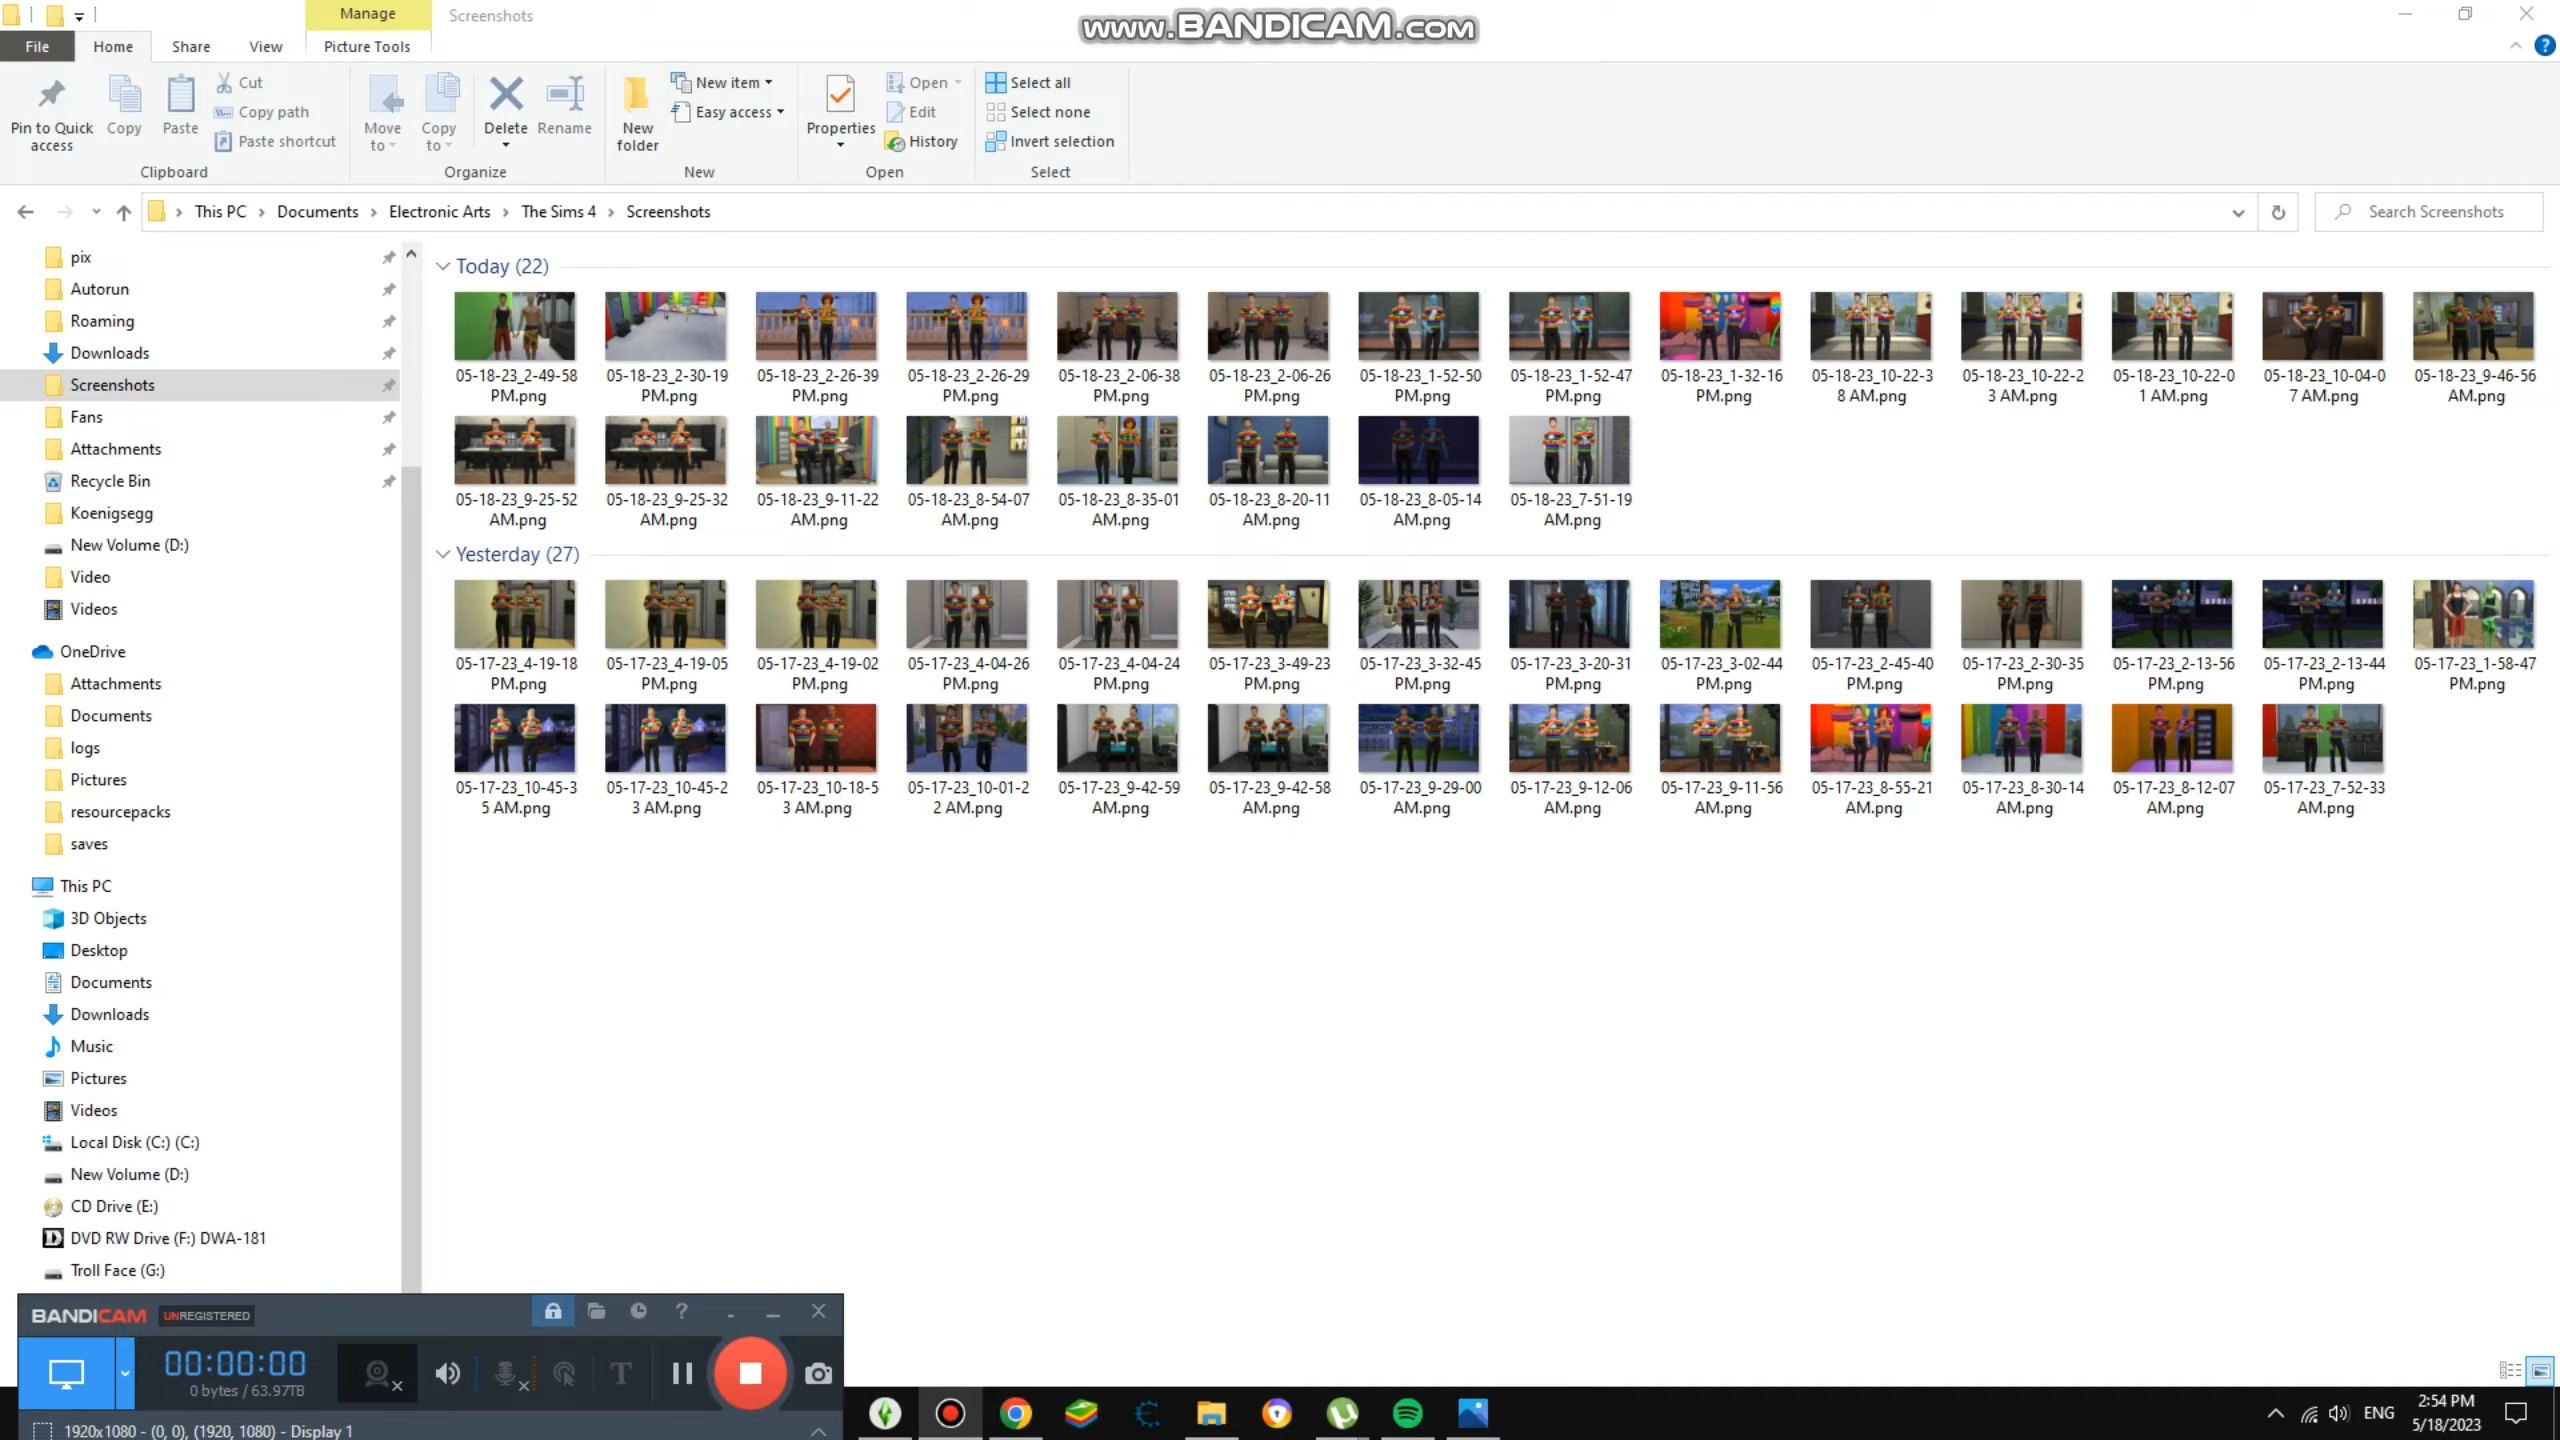 Manage
Screenshots
www.BANDICAM.com
File
Home
Share
View
Picture Tools
Pin to Quick access
Copy
Paste
Cut
Copy path
Paste shortcut
Move to
Copy to
Delete
Rename
New folder
New item
Easy access
Properties
Open
Edit
History
Select all
Select none
Invert selection
Clipboard
Organize
New
Open
Select
This PC
Documents
Electronic Arts
The Sims 4
Screenshots
Search Screenshots
pix
Autorun
Roaming
Downloads
Screenshots
Fans
Attachments
Recycle Bin
Koenigsegg
New Volume (D:)
Video
Videos
OneDrive
Attachments
Documents
logs
Pictures
resourcepacks
saves
This PC
3D Objects
Desktop
Documents
Downloads
Music
Pictures
Videos
Local Disk (C:) (C:)
New Volume (D:)
CD Drive (E:)
DVD RW Drive (F:) DWA-181
Troll Face (G:)
Today (22)
05-18-23_2-49-58 PM.png
05-18-23_2-30-19 PM.png
05-18-23_2-26-39 PM.png
05-18-23_2-26-29 PM.png
05-18-23_2-06-38 PM.png
05-18-23_2-06-26 PM.png
05-18-23_1-52-50 PM.png
05-18-23_1-52-47 PM.png
05-18-23_1-32-16 PM.png
05-18-23_10-22-38 AM.png
05-18-23_10-22-23 AM.png
05-18-23_10-22-01 AM.png
05-18-23_10-04-07 AM.png
05-18-23_9-46-56 AM.png
05-18-23_9-25-52 AM.png
05-18-23_9-25-32 AM.png
05-18-23_9-11-22 AM.png
05-18-23_8-54-07 AM.png
05-18-23_8-35-01 AM.png
05-18-23_8-20-11 AM.png
05-18-23_8-05-14 AM.png
05-18-23_7-51-19 AM.png
Yesterday (27)
05-17-23_4-19-18 PM.png
05-17-23_4-19-05 PM.png
05-17-23_4-19-02 PM.png
05-17-23_4-04-26 PM.png
05-17-23_4-04-24 PM.png
05-17-23_3-49-23 PM.png
05-17-23_3-32-45 PM.png
05-17-23_3-20-31 PM.png
05-17-23_3-02-44 PM.png
05-17-23_2-45-40 PM.png
05-17-23_2-30-35 PM.png
05-17-23_2-13-56 PM.png
05-17-23_2-13-44 PM.png
05-17-23_1-58-47 PM.png
05-17-23_10-45-35 AM.png
05-17-23_10-45-23 AM.png
05-17-23_10-18-53 AM.png
05-17-23_10-01-22 AM.png
05-17-23_9-42-59 AM.png
05-17-23_9-42-58 AM.png
05-17-23_9-29-00 AM.png
05-17-23_9-12-06 AM.png
05-17-23_9-11-56 AM.png
05-17-23_8-55-21 AM.png
05-17-23_8-30-14 AM.png
05-17-23_8-12-07 AM.png
05-17-23_7-52-33 AM.png
BANDICAM UNREGISTERED
00:00:00
0 bytes / 63.97TB
1920x1080 - (0, 0), (1920, 1080) - Display 1
ENG
2:54 PM
5/18/2023